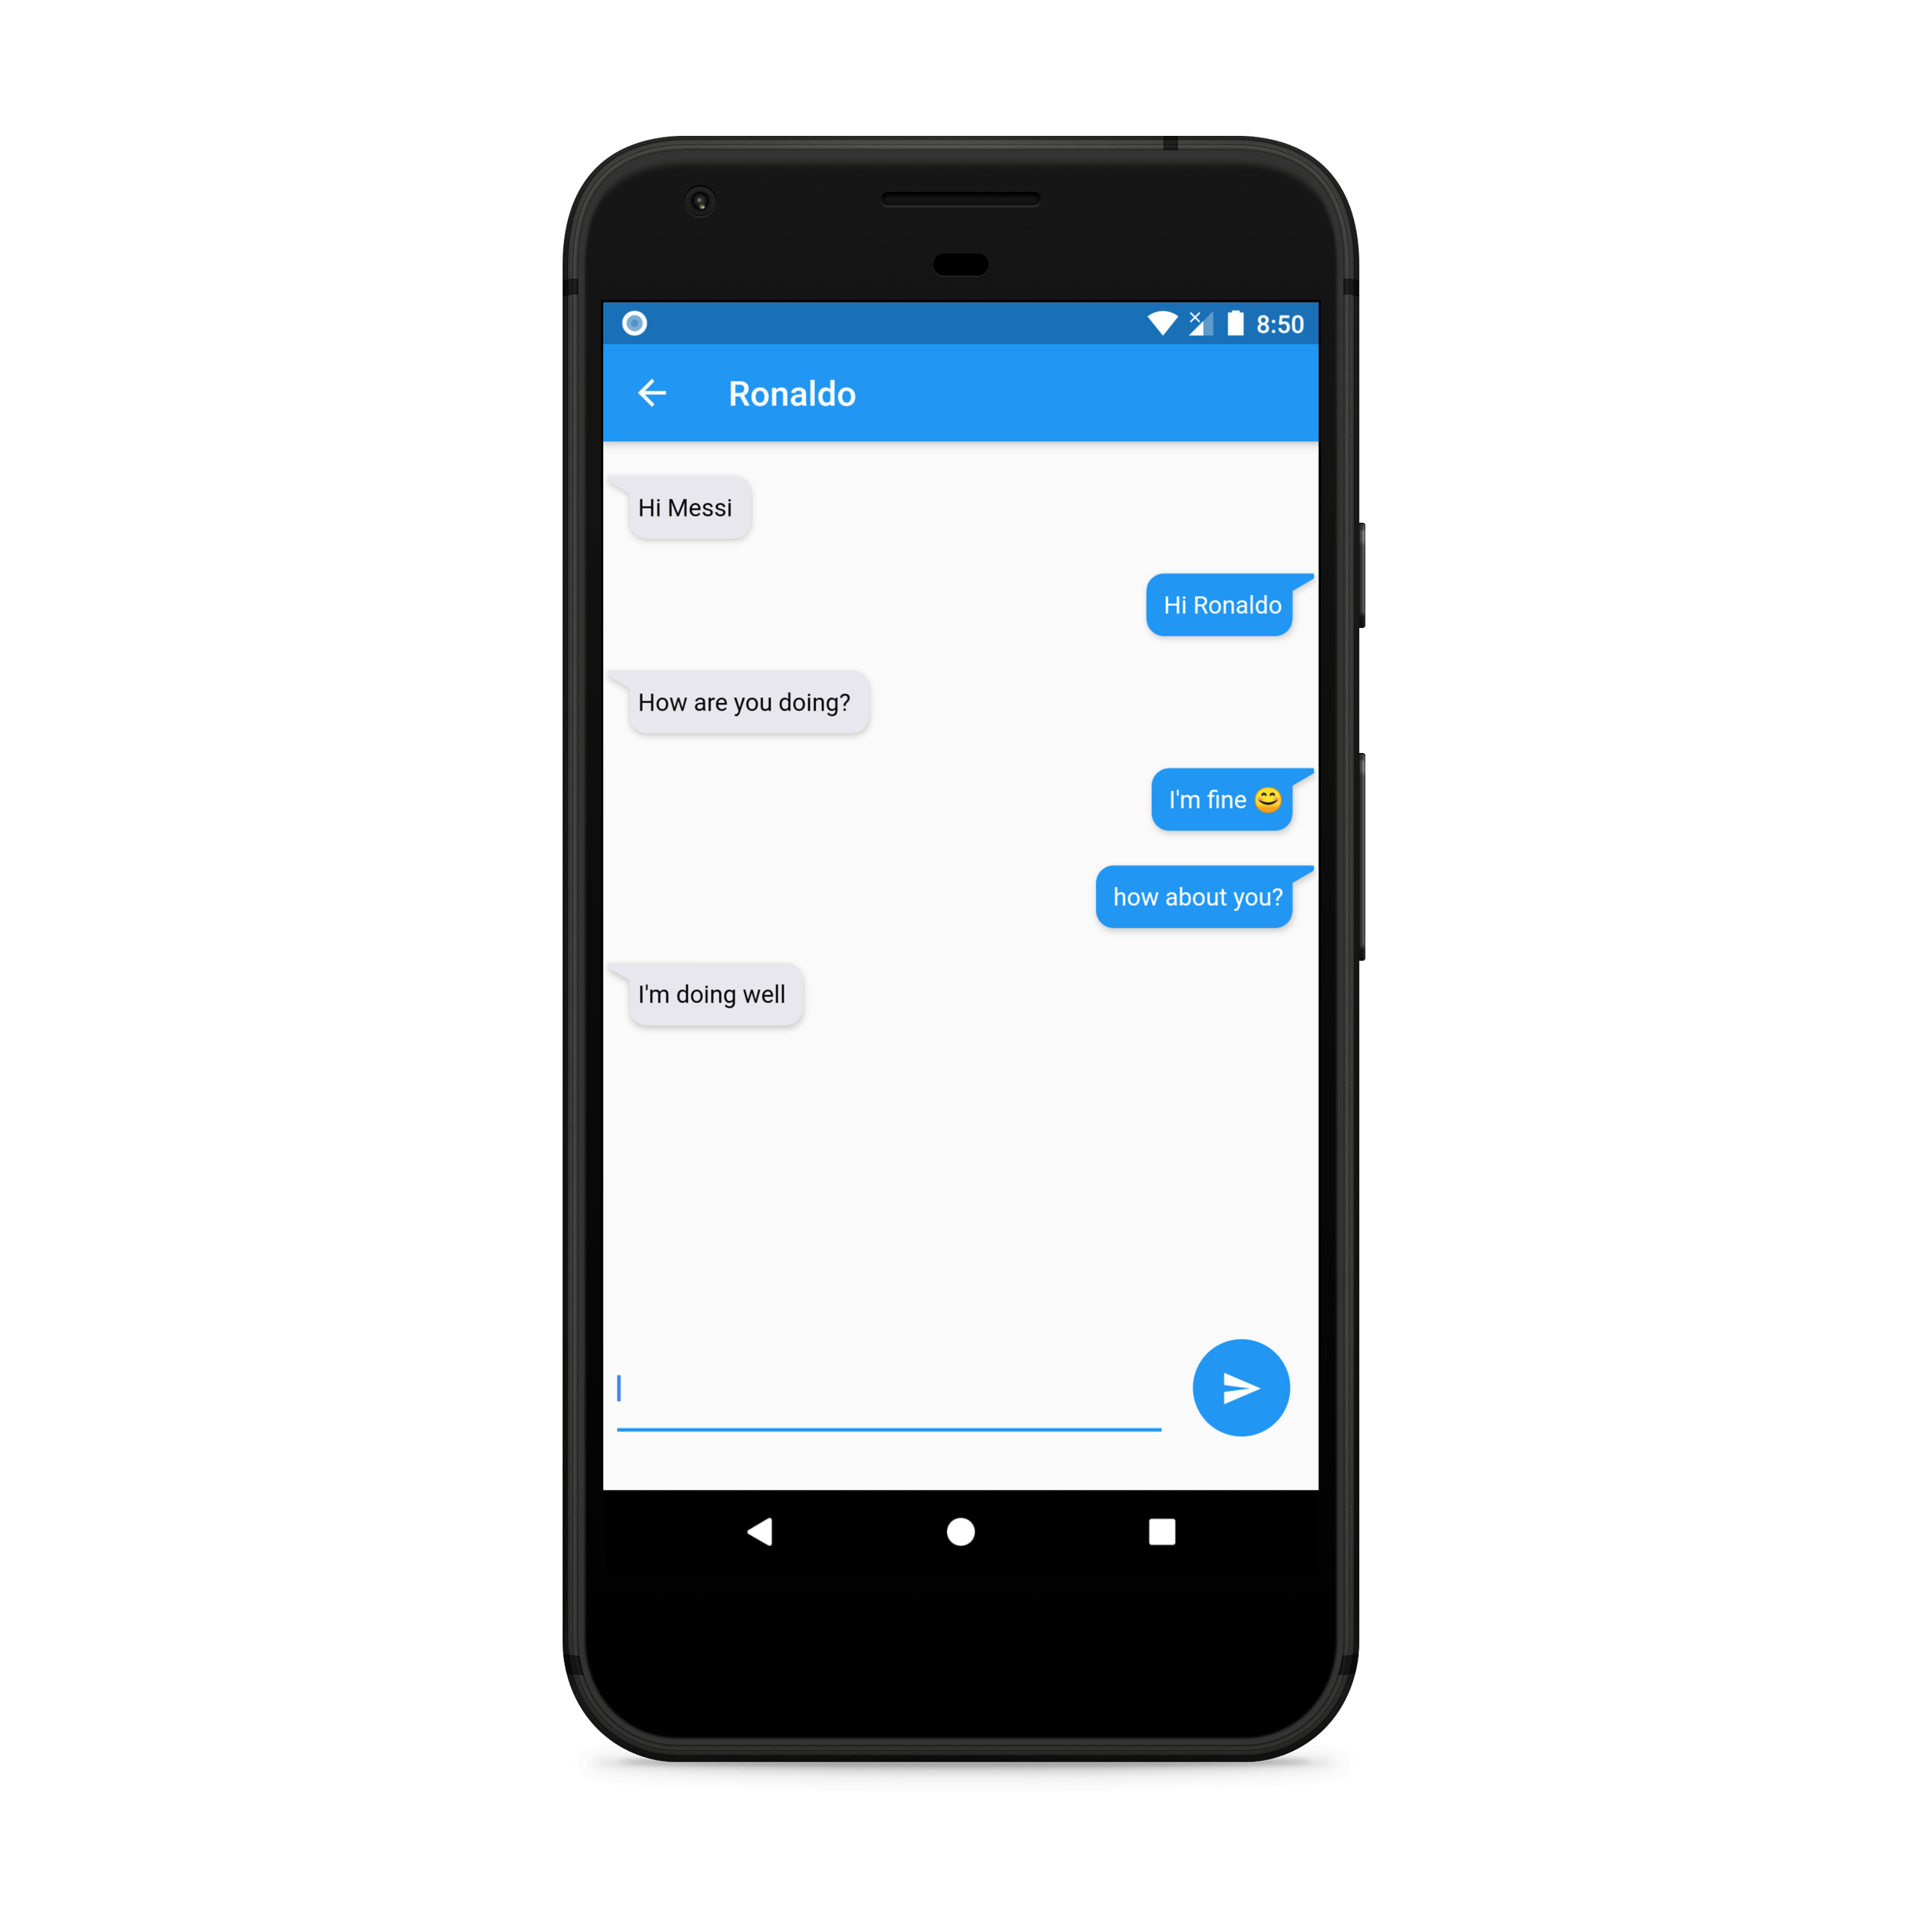 8:50
Ronaldo
Hi Messi
Hi Ronaldo
How are you doing?
I'm fine 😊
how about you?
I'm doing well